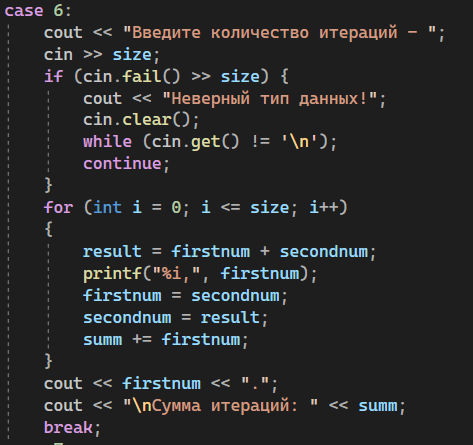 case 6:
cout << "Введите количество итераций - ";
cin >> size;
if (cin.fail() >> size) {
cout << "Неверный тип данных!";
cin.clear();
while (cin.get() != '\n');
continue;
}
for (int i = 0; i <= size; i++)
{
result = firstnum + secondnum;
printf("%i,", firstnum);
firstnum = secondnum;
secondnum = result;
summ += firstnum;
}
cout << firstnum << ".";
cout << "\nСумма итераций: " << summ;
break;